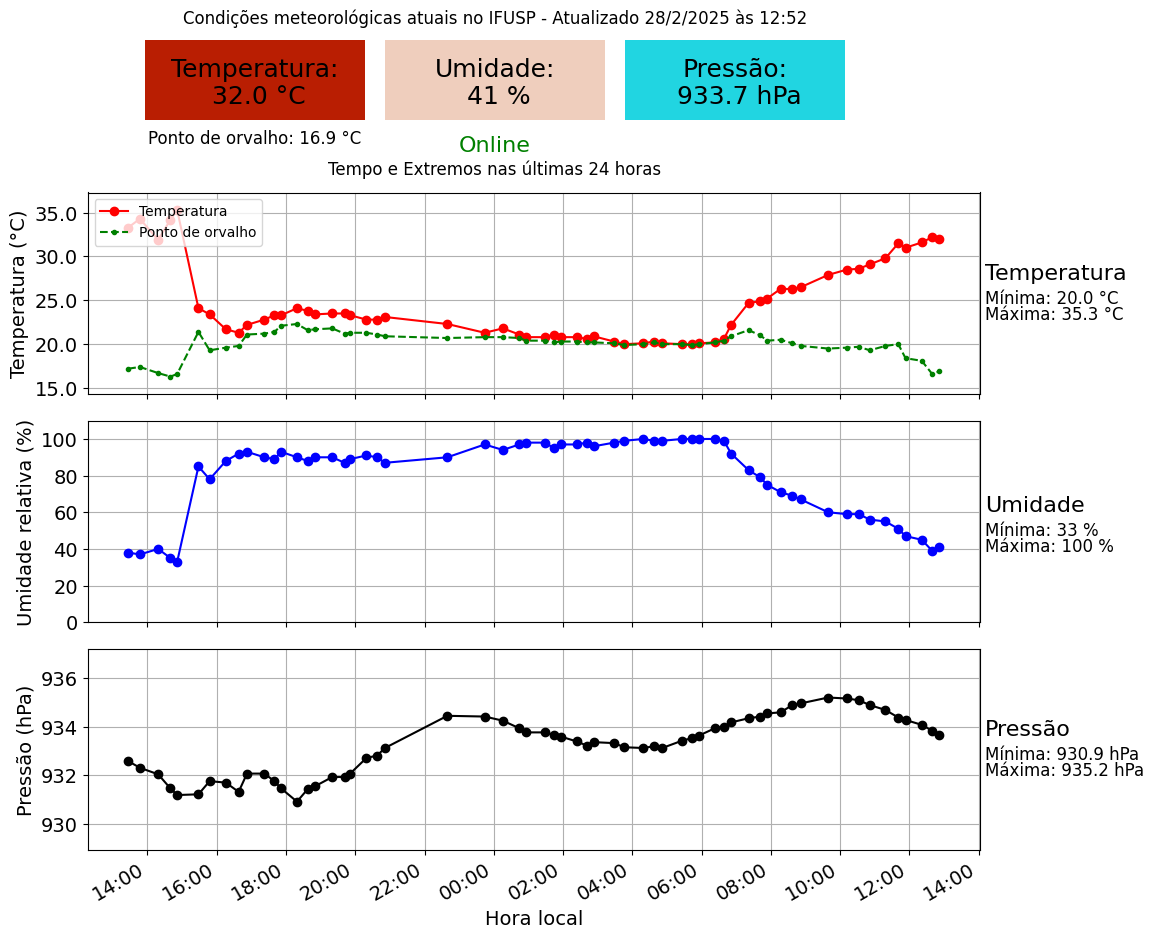 Condições meteorológicas atuais no IFUSP - Atualizado 28/2/2025 às 12:52
Temperatura:
32.0 °C
Umidade:
41 %
Pressão:
933.7 hPa
Ponto de orvalho: 16.9 °C
Online
Tempo e Extremos nas últimas 24 horas
Temperatura (°C)
35.0
30.0
25.0
20.0
15.0
Temperatura
Ponto de orvalho
Temperatura
Mínima: 20.0 °C
Máxima: 35.3 °C
Umidade relativa (%)
100
80
60
40
20
0
Umidade
Mínima: 33 %
Máxima: 100 %
Pressão (hPa)
936
934
932
930
Pressão
Mínima: 930.9 hPa
Máxima: 935.2 hPa
14:00
16:00
18:00
20:00
22:00
00:00
02:00
04:00
06:00
08:00
10:00
12:00
14:00
Hora local